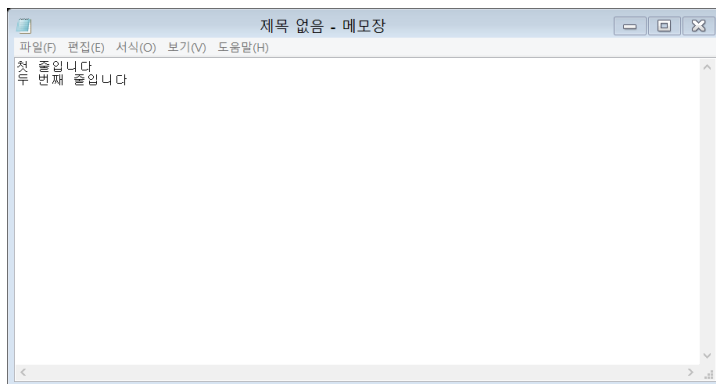 제목 없음 - 메모장
파일(F) 편집(E) 서식(O) 보기(V) 도움말(H)
첫 줄입니다
두 번째 줄입니다